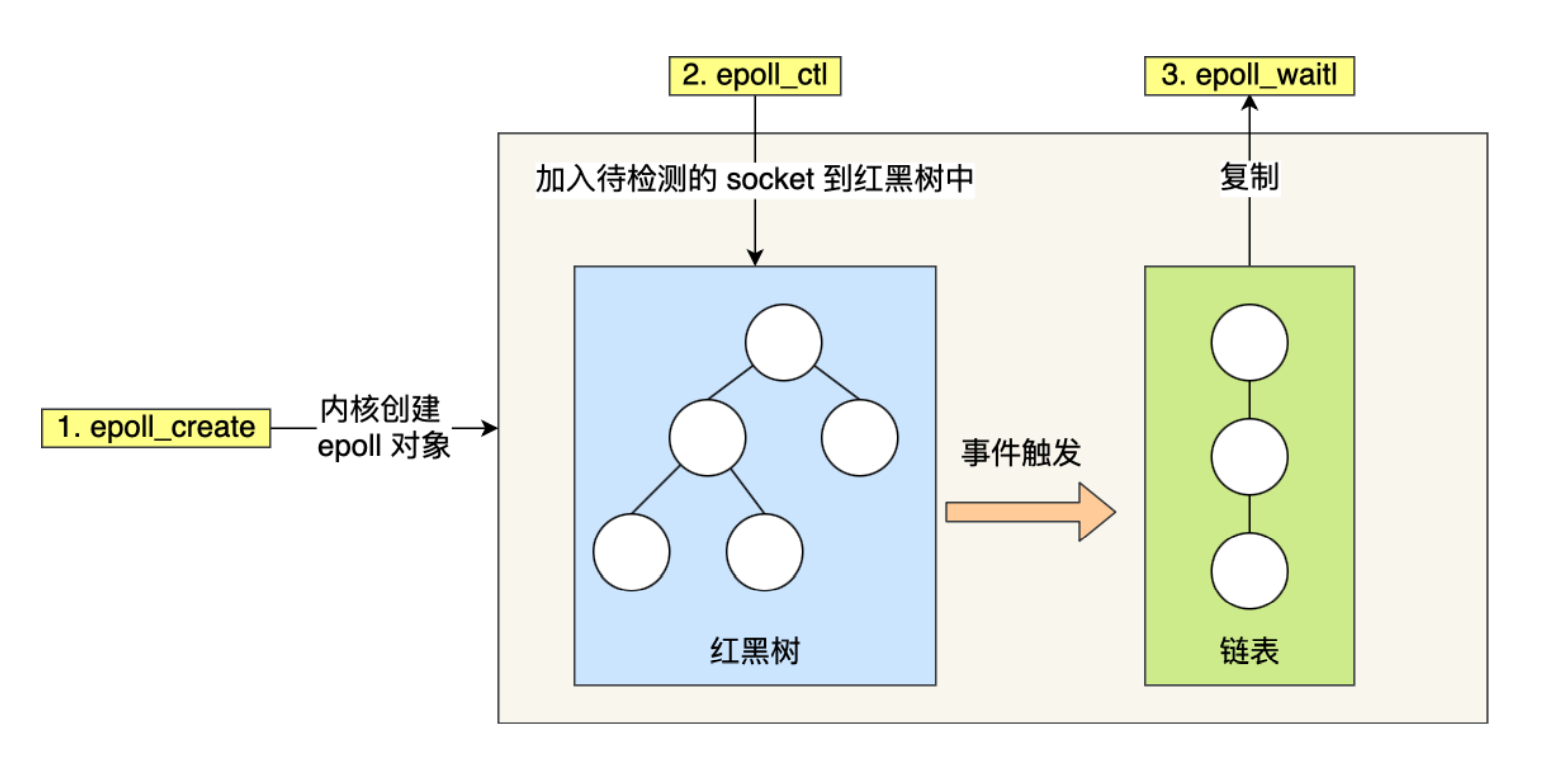 2. epoll_ctl
3. epoll_waitl
加入待检测的 socket 到红黑树中
复制
1. epoll_create
内核创建
epoll 对象
事件触发
红黑树
链表